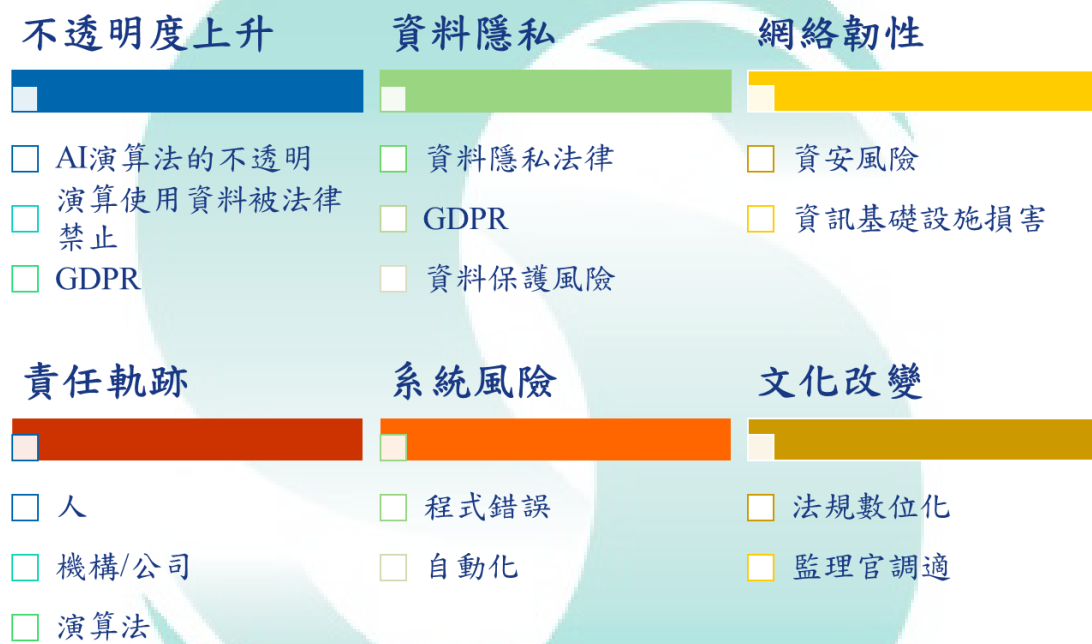 不透明度上升
資料隱私
網絡韌性
AI演算法的不透明
演算使用資料被法律
禁止
GDPR
資料隱私法律
GDPR
資料保護風險
資安風險
資訊基礎設施損害
責任軌跡
系統風險
文化改變
人
機構/公司
演算法
程式錯誤
自動化
法規數位化
監理官調適